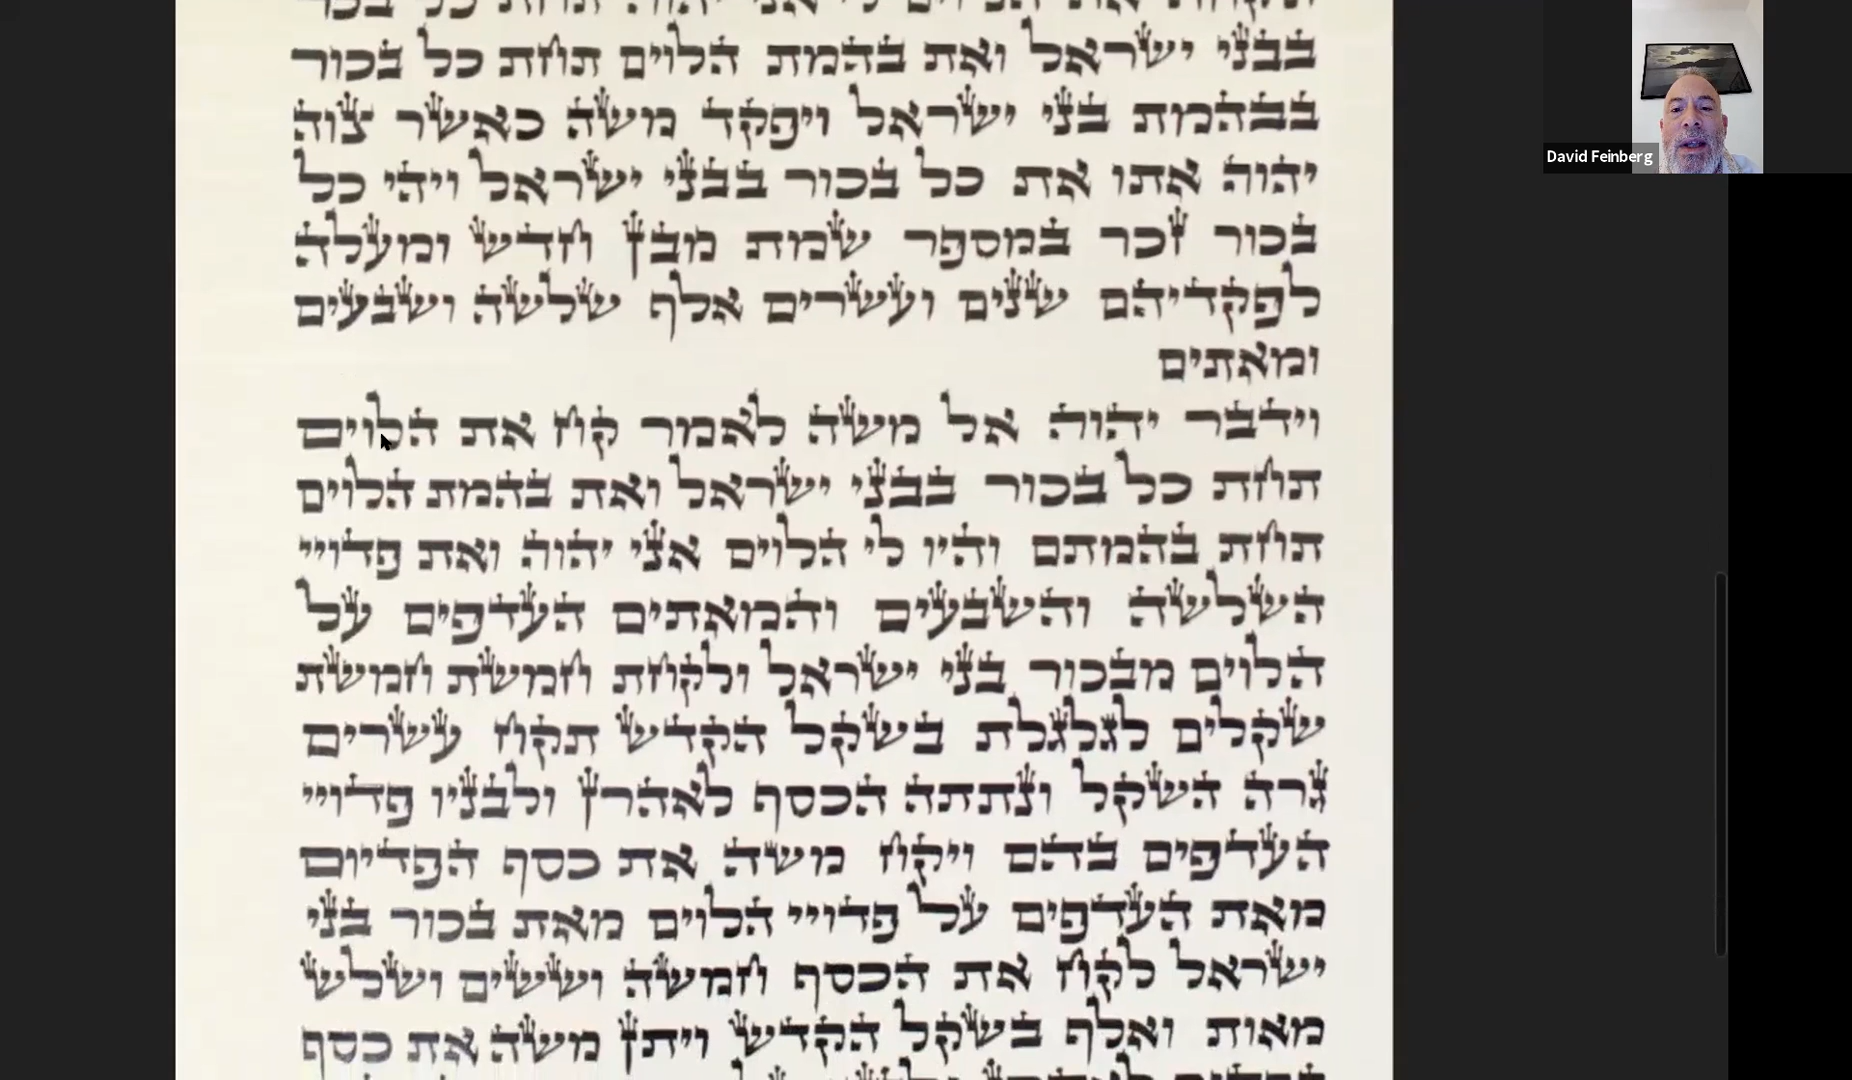 בבני ישראל ואת בהמת הלוים תחת כל בכור
בבהמת בני ישראל ויפקד משה כאשר צוה
יהוה אתו את כל בכור בבני ישראל ויהי כל
בכור זכר במספר שמת מבן חדש ומעלה
לפקדיהם שנים ועשרים אלף שלשה ושבעים
ומאתים
וידבר יהוה אל משה לאמר קח את הלוים
תחת כל בכור בבני ישראל ואת בהמת הלוים
תחת בהמתם והיו לי הלוים אני יהוה ואת פדויי
השלשה והשבעים והמאתים העדפים על
הלוים מבכור בני ישראל ולקחת חמשת חמשת
שקלים לגלגלת בשקל הקדש תקח עשרים
גרה השקל ונתתה הכסף לאהרן ולבניו פדויי
העדפים בהם ויקח משה את כסף הפדיום
מאת העדפים על פדויי הלוים מאת בכור בני
ישראל לקח את הכסף חמשה וששים ושלש
מאות ואלף בשקל הקדש ויתן משה את כסף
David Feinberg